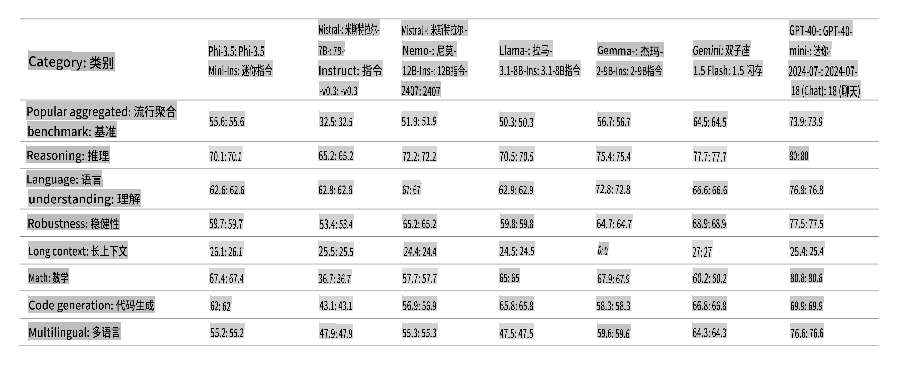 Category: 类别
Phi-3.5: Phi-3.5
Mini-Ins: 迷你指令
Mistral-: 米斯特拉尔-
7B-: 7B-
Instruct: 指令
-v0.3: -v0.3
Mistral-: 米斯特拉尔-
Nemo-: 尼莫-
12B-Ins-: 12B指令-
2407: 2407
Llama-: 拉马-
3.1-8B-Ins: 3.1-8B指令
Gemma-: 杰玛-
2-9B-Ins: 2-9B指令
Gemini: 双子座
1.5 Flash: 1.5 闪存
GPT-4O-: GPT-4O-
mini-: 迷你-
2024-07-: 2024-07-
18 (Chat): 18 (聊天)
Popular aggregated: 流行聚合
benchmark: 基准
55.6: 55.6
32.5: 32.5
51.9: 51.9
50.3: 50.3
56.7: 56.7
64.5: 64.5
73.9: 73.9
Reasoning: 推理
70.1: 70.1
65.2: 65.2
72.2: 72.2
70.5: 70.5
75.4: 75.4
77.7: 77.7
80: 80
Language: 语言
understanding: 理解
62.6: 62.6
62.8: 62.8
67: 67
62.9: 62.9
72.8: 72.8
66.6: 66.6
76.8: 76.8
Robustness: 稳健性
59.7: 59.7
53.4: 53.4
65.2: 65.2
59.8: 59.8
64.7: 64.7
68.9: 68.9
77.5: 77.5
Long context: 长上下文
26.1: 26.1
25.5: 25.5
24.4: 24.4
24.5: 24.5
27: 27
25.4: 25.4
Math: 数学
67.4: 67.4
36.7: 36.7
57.7: 57.7
65: 65
67.9: 67.9
60.2: 60.2
80.8: 80.8
Code generation: 代码生成
62: 62
43.1: 43.1
56.9: 56.9
65.8: 65.8
58.3: 58.3
66.8: 66.8
69.9: 69.9
Multilingual: 多语言
55.2: 55.2
47.9: 47.9
55.3: 55.3
47.5: 47.5
59.6: 59.6
64.3: 64.3
76.6: 76.6